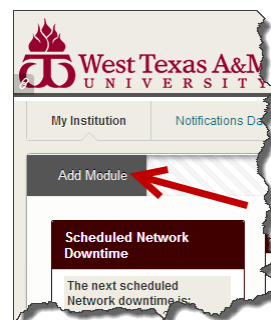 West Texas A&M
UNIVERSITY
My Institution
Notifications Da
Add Module
Scheduled Network
Downtime
The next scheduled
Network downtime is: